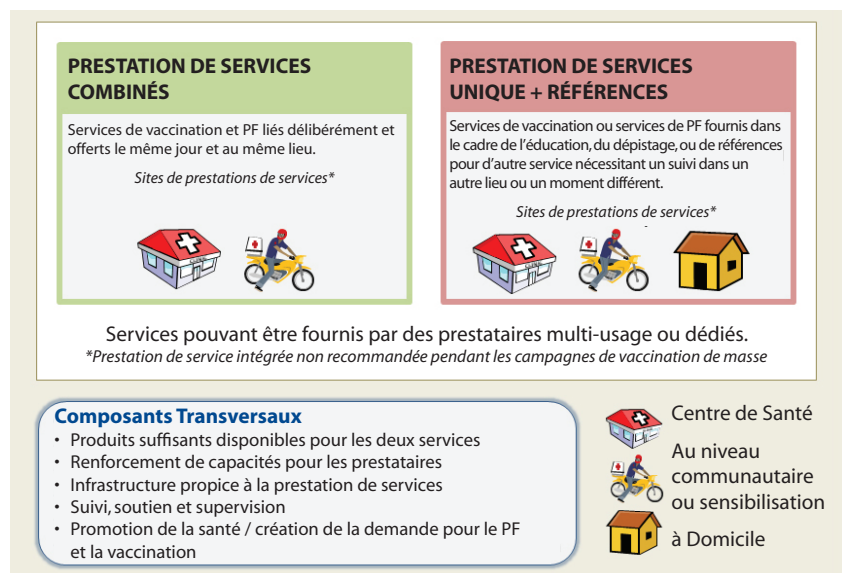 PRESTATION DE SERVICES
COMBINÉS
Services de vaccination et PF liés délibérément et
offerts le même jour et au même lieu.
Sites de prestations de services*
PRESTATION DE SERVICES
UNIQUE + RÉFÉRENCES
Services de vaccination ou services de PF fournis dans
le cadre de l’éducation, du dépistage, ou de références
pour d’autre service nécessitant un suivi dans un
autre lieu ou un moment différent.
Sites de prestations de services*
Services pouvant être fournis par des prestataires multi-usage ou dédiés.
*Prestation de service intégrée non recommandée pendant les campagnes de vaccination de masse
Composants Transversaux
• Produits suffisants disponibles pour les deux services
• Renforcement de capacités pour les prestataires
• Infrastructure propice à la prestation de services
• Suivi, soutien et supervision
• Promotion de la santé / création de la demande pour le PF
et la vaccination
Centre de Santé
Au niveau
communautaire
ou sensibilisation
à Domicile